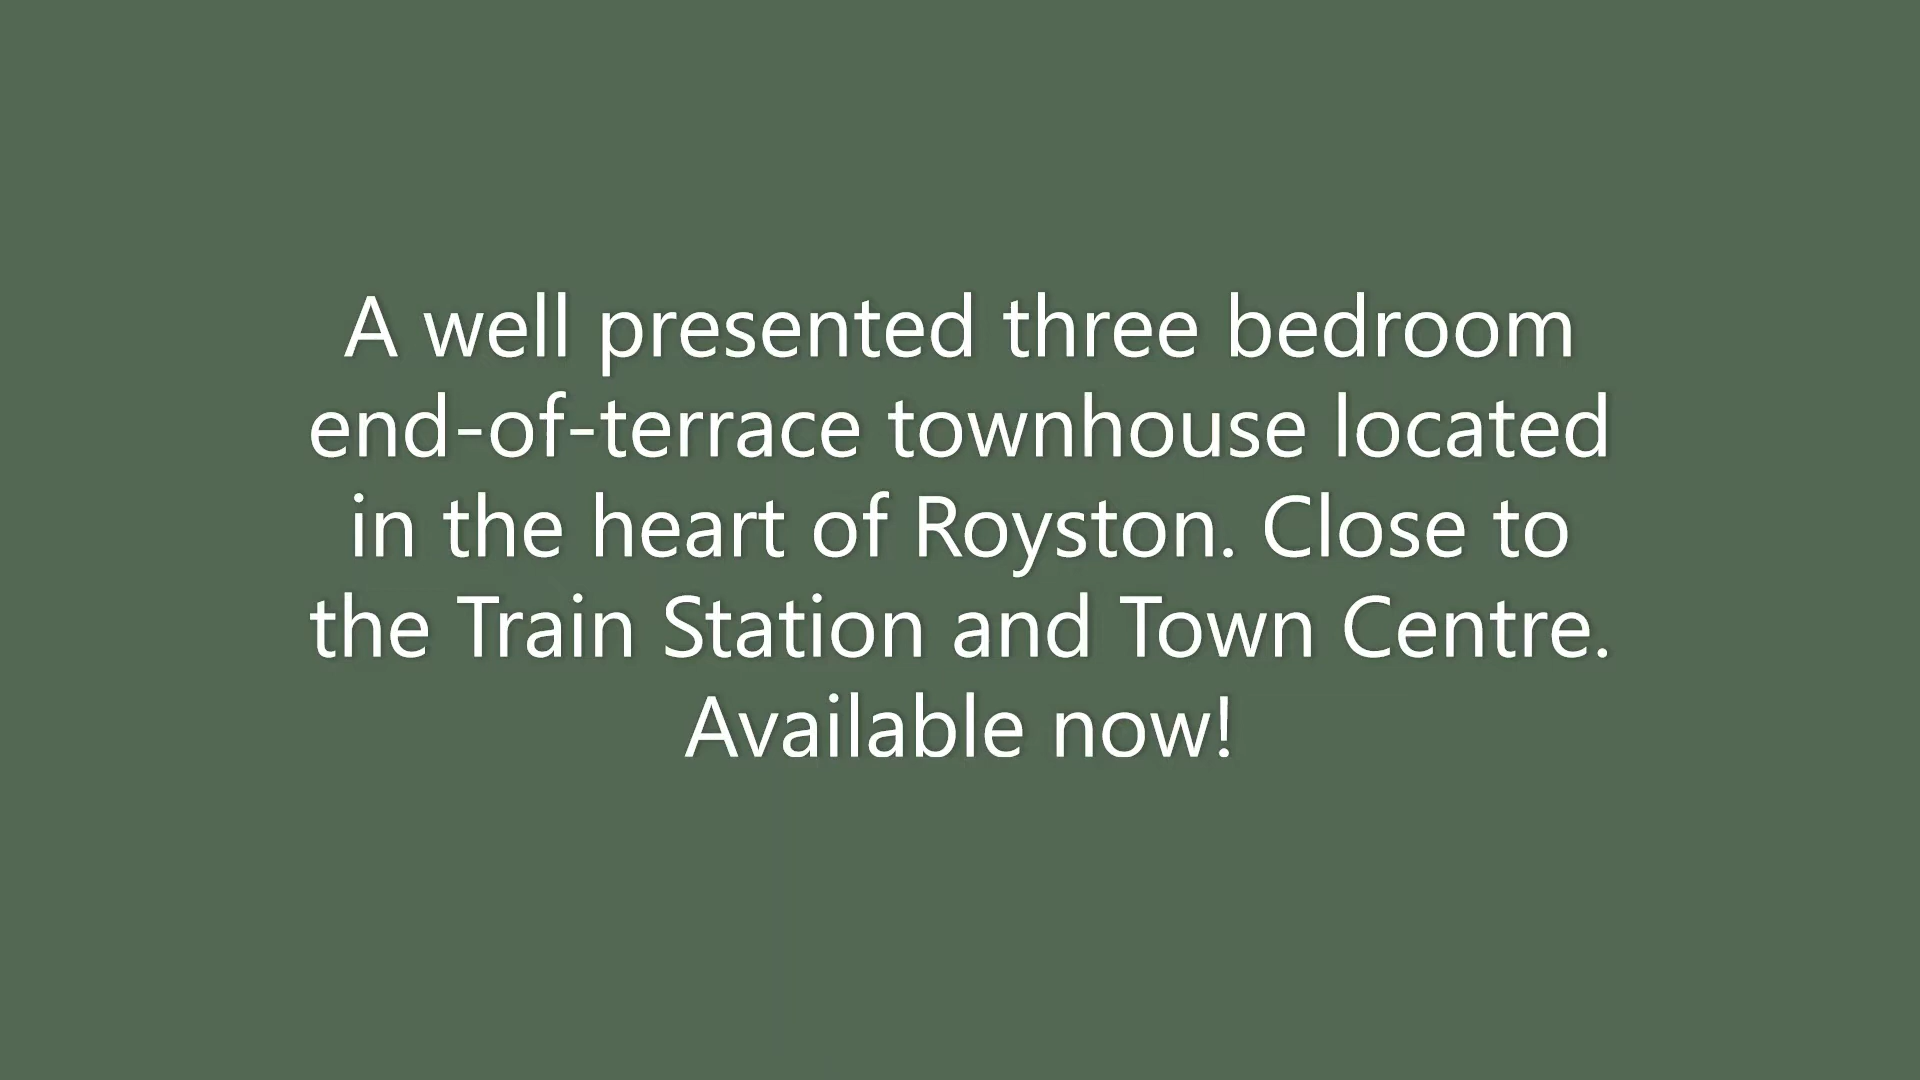 A well presented three bedroom
end-of-terrace townhouse located
in the heart of Royston. Close to
the Train Station and Town Centre.
Available now!